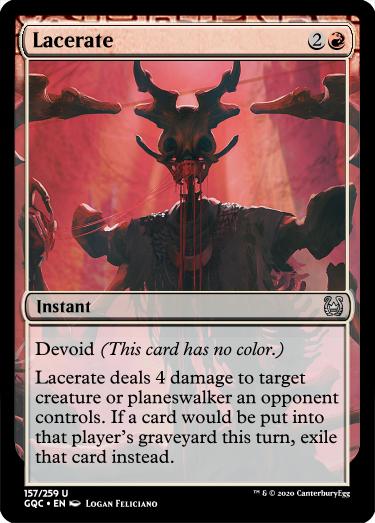 Lacerate 2
Instant
Devoid (This card has no color.)
Lacerate deals 4 damage to target
creature or planeswalker an opponent
controls. If a card would be put into
that player's graveyard this turn, exile
that card instead.
157/259 U
GQC • EN Logan Feliciano
™ & © 2020 CanterburyEgg